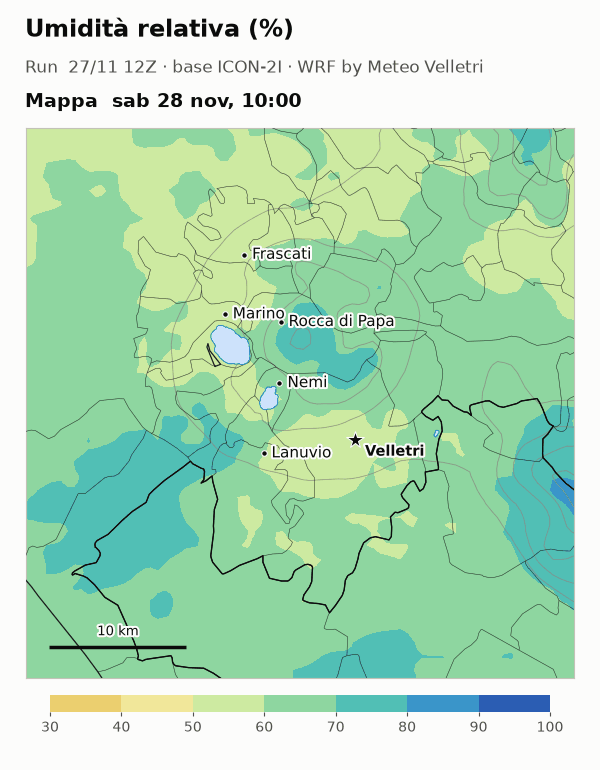 Umidità relativa (%)
Run  27/11 12Z · base ICON-2I · WRF by Meteo Velletri
Mappa  sab 28 nov, 10:00
Frascati
Marino
Rocca di Papa
Nemi
Lanuvio
Velletri
10 km
30 40 50 60 70 80 90 100